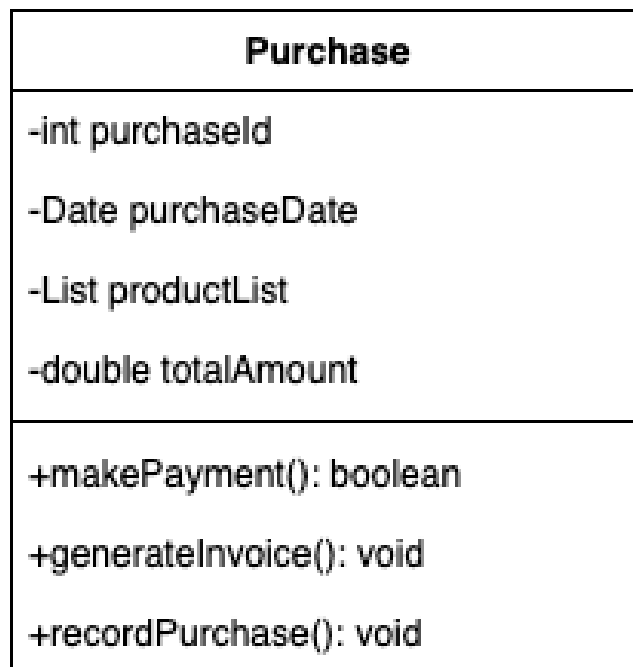 Purchase
-int purchaseId
-Date purchaseDate
-List productList
-double totalAmount
+makePayment(): boolean
+generateInvoice(): void
+recordPurchase(): void